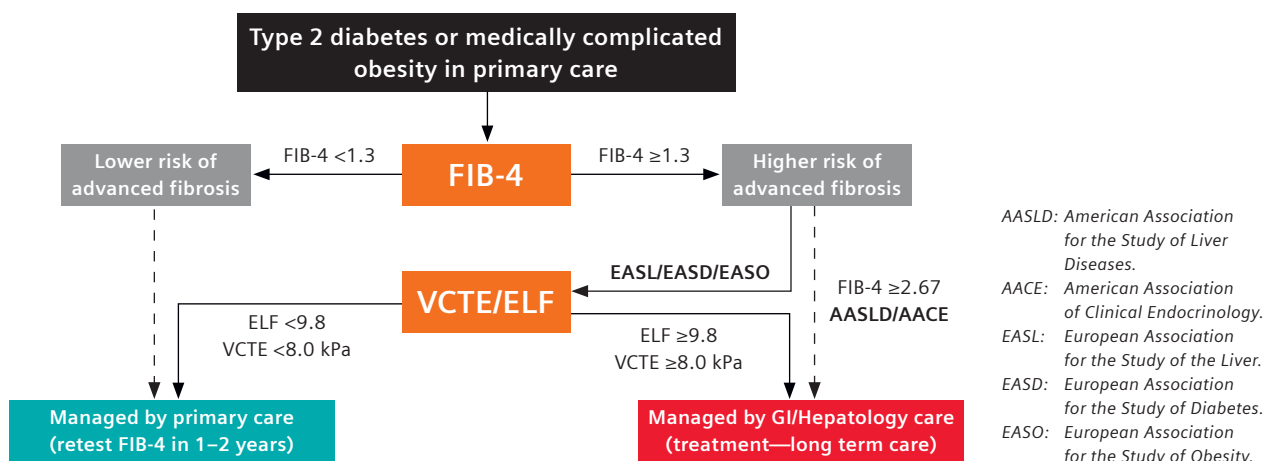 Type 2 diabetes or medically complicated
obesity in primary care
Lower risk of
advanced fibrosis
FIB-4 <1.3
FIB-4
FIB-4 ≥1.3
Higher risk of
advanced fibrosis
EASL/EASD/EASO
VCTE/ELF
FIB-4 ≥2.67
AASLD/AACE
ELF <9.8
VCTE <8.0 kPa
ELF ≥9.8
VCTE ≥8.0 kPa
Managed by primary care
(retest FIB-4 in 1–2 years)
Managed by GI/Hepatology care
(treatment—long term care)
AASLD: American Association
for the Study of Liver
Diseases.
AACE: American Association
of Clinical Endocrinology.
EASL: European Association
for the Study of the Liver.
EASD: European Association
for the Study of Diabetes.
EASO: European Association
for the Study of Obesity.